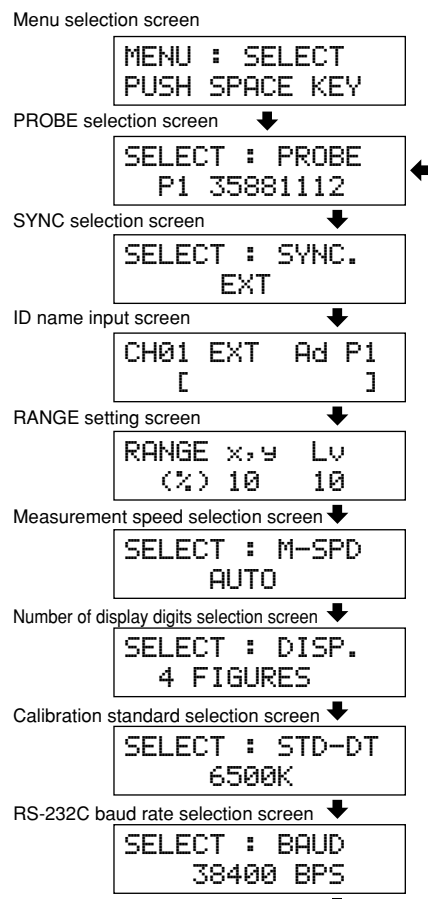 Menu selection screen
MENU : SELECT
PUSH SPACE KEY
PROBE selection screen
SELECT : PROBE
P1 35881112
SYNC selection screen
SELECT : SYNC.
EXT
ID name input screen
CH01 EXT Ad P1
[ ]
RANGE setting screen
RANGE x,y Lv
(%) 10 10
Measurement speed selection screen
SELECT : M-SPD
AUTO
Number of display digits selection screen
SELECT : DISP.
4 FIGURES
Calibration standard selection screen
SELECT : STD-DT
6500K
RS-232C baud rate selection screen
SELECT : BAUD
38400 BPS